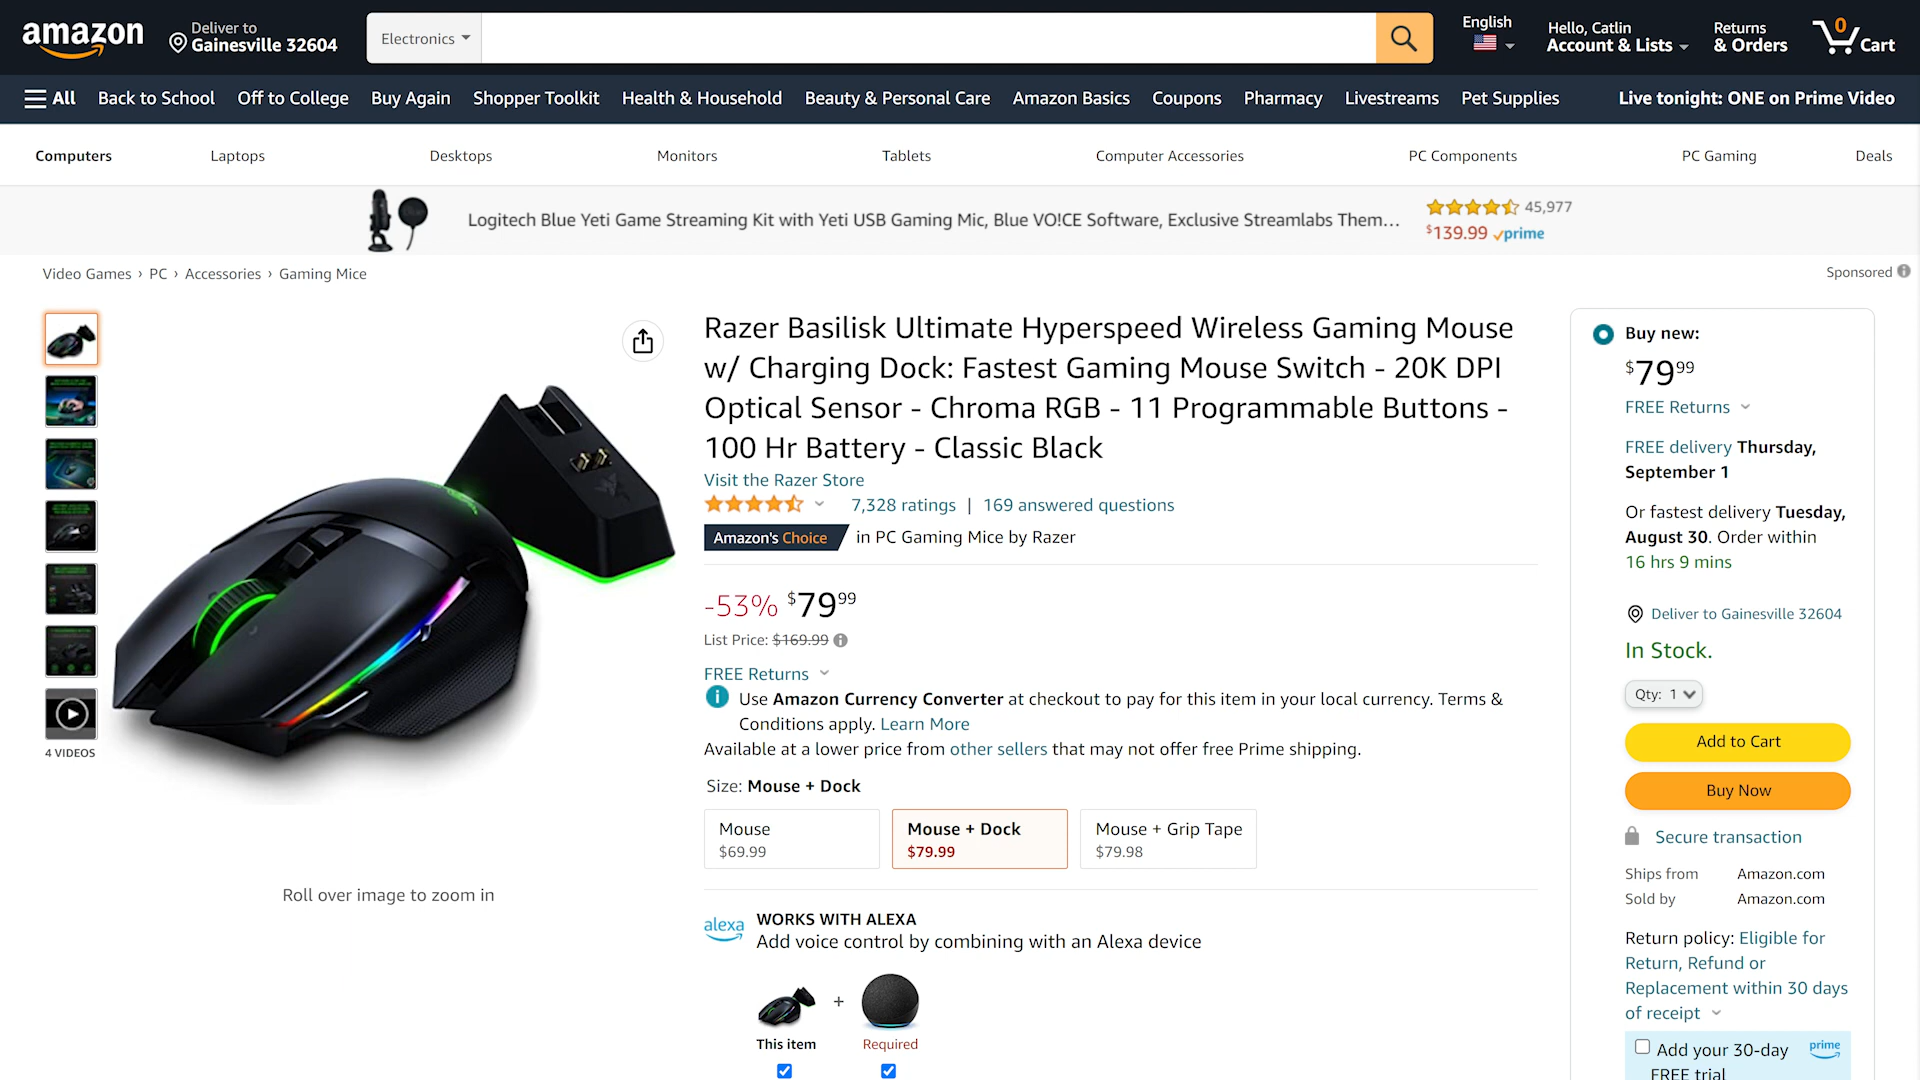 amazon
Deliver to
Gainesville 32604
Electronics
English
Hello, Catlin
Account & Lists
Returns
& Orders
0
Cart
All
Back to School
Off to College
Buy Again
Shopper Toolkit
Health & Household
Beauty & Personal Care
Amazon Basics
Coupons
Pharmacy
Livestreams
Pet Supplies
Live tonight: ONE on Prime Video
Computers
Laptops
Desktops
Monitors
Tablets
Computer Accessories
PC Components
PC Gaming
Deals
Logitech Blue Yeti Game Streaming Kit with Yeti USB Gaming Mic, Blue VO!CE Software, Exclusive Streamlabs Them...
45,977
$139.99 prime
Video Games › PC › Accessories › Gaming Mice
Sponsored
4 VIDEOS
Roll over image to zoom in
Razer Basilisk Ultimate Hyperspeed Wireless Gaming Mouse
w/ Charging Dock: Fastest Gaming Mouse Switch - 20K DPI
Optical Sensor - Chroma RGB - 11 Programmable Buttons -
100 Hr Battery - Classic Black
Visit the Razer Store
7,328 ratings | 169 answered questions
Amazon's Choice in PC Gaming Mice by Razer
-53% $79.99
List Price: $169.99
FREE Returns
Use Amazon Currency Converter at checkout to pay for this item in your local currency. Terms &
Conditions apply. Learn More
Available at a lower price from other sellers that may not offer free Prime shipping.
Size: Mouse + Dock
Mouse
$69.99
Mouse + Dock
$79.99
Mouse + Grip Tape
$79.98
alexa
WORKS WITH ALEXA
Add voice control by combining with an Alexa device
+
This item
Required
Buy new:
$79.99
FREE Returns
FREE delivery Thursday,
September 1
Or fastest delivery Tuesday,
August 30. Order within
16 hrs 9 mins
Deliver to Gainesville 32604
In Stock.
Qty: 1
Add to Cart
Buy Now
Secure transaction
Ships from Amazon.com
Sold by Amazon.com
Return policy: Eligible for
Return, Refund or
Replacement within 30 days
of receipt
Add your 30-day
prime
FREE trial